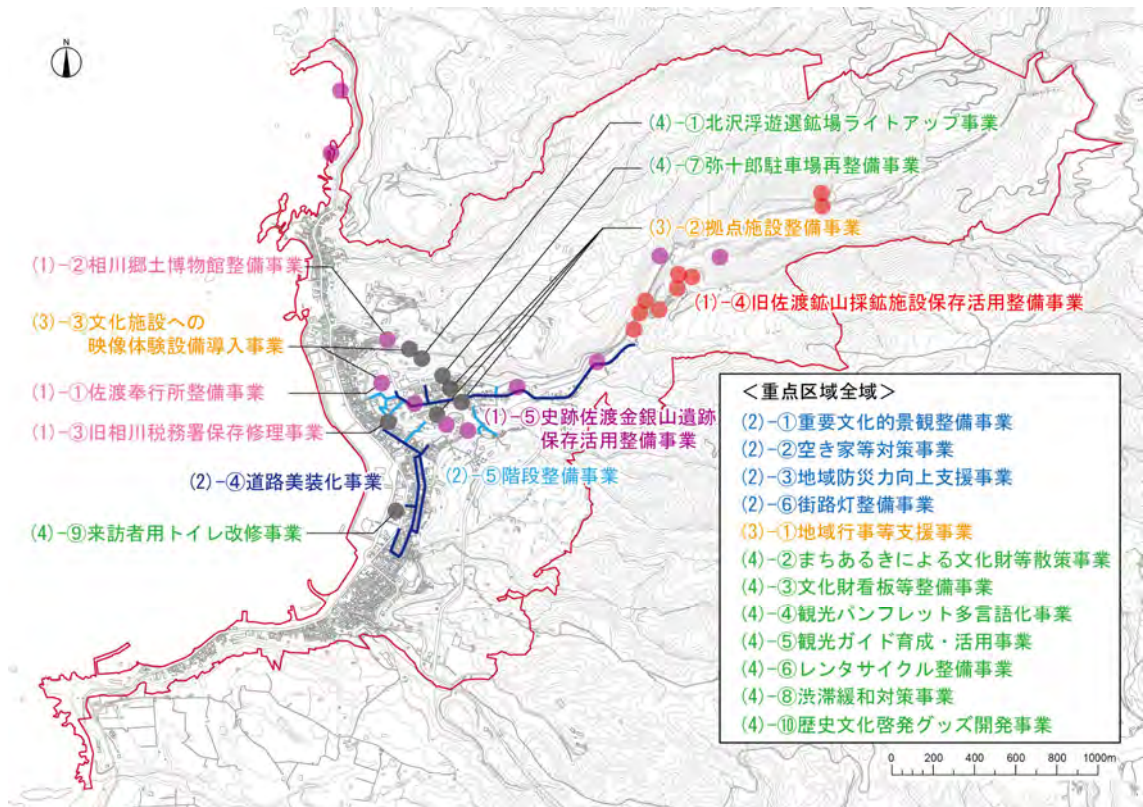 N
(4)-①北沢浮遊選鉱場ライトアップ事業
(4)-⑦弥十郎駐車場再整備事業
(3)-②拠点施設整備事業
(1)-②相川郷土博物館整備事業
(1)-④旧佐渡鉱山採鉱施設保存活用整備事業
(3)-③文化施設への
映像体験設備導入事業
(1)-①佐渡奉行所整備事業
(1)-⑤史跡佐渡金銀山遺跡
保存活用整備事業
(1)-③旧相川税務署保存修理事業
(2)-④道路美装化事業
(2)-⑤階段整備事業
(4)-⑨来訪者用トイレ改修事業
＜重点区域全域＞
(2)-①重要文化的景観整備事業
(2)-②空き家等対策事業
(2)-③地域防災力向上支援事業
(2)-⑥街路灯整備事業
(3)-①地域行事等支援事業
(4)-②まちあるきによる文化財等散策事業
(4)-③文化財看板等整備事業
(4)-④観光パンフレット多言語化事業
(4)-⑤観光ガイド育成・活用事業
(4)-⑥レンタサイクル整備事業
(4)-⑧渋滞緩和対策事業
(4)-⑩歴史文化啓発グッズ開発事業
0 200 400 600 800 1000m